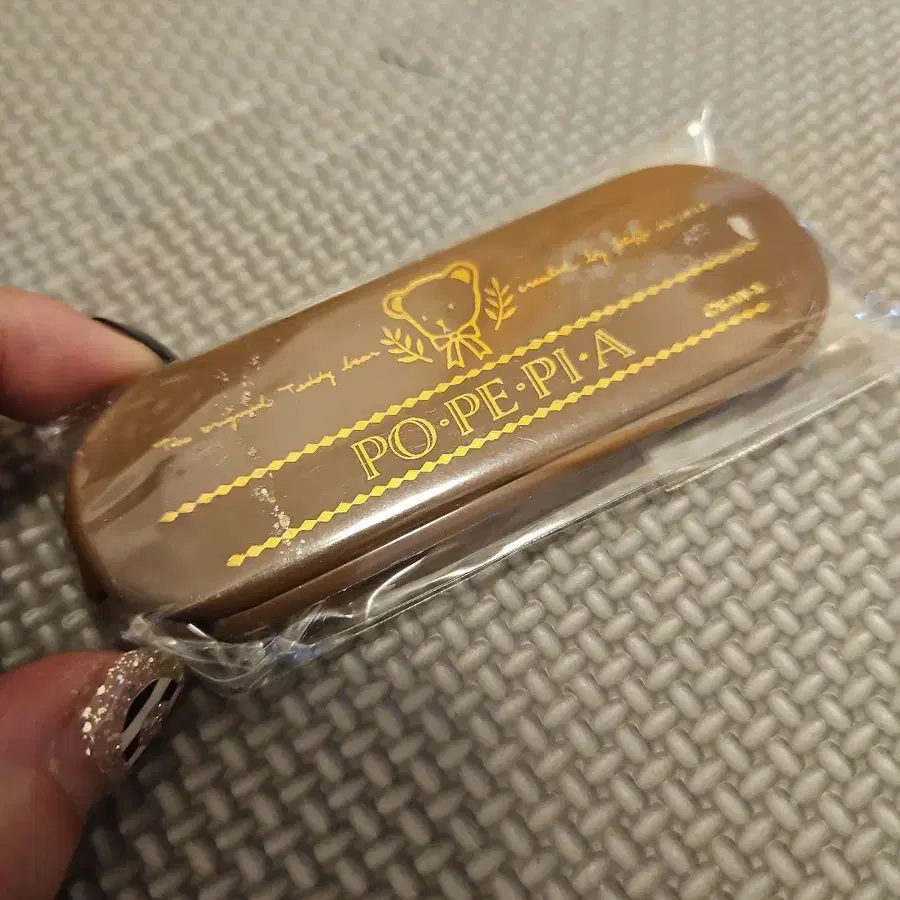 The original Teddy bear
created by
PO·PE·PI·A